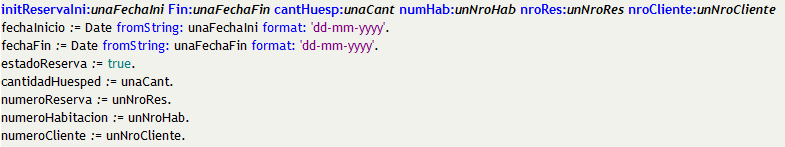 initReservaIni:unaFechaIni Fin:unaFechaFin cantHuesp:unaCant numHab:unNroHab nroRes:unNroRes nroCliente:unNroCliente
fechaInicio := Date fromString: unaFechaIni format: 'dd-mm-yyyy'.
fechaFin := Date fromString: unaFechaFin format: 'dd-mm-yyyy'.
estadoReserva := true.
cantidadHuesped := unaCant.
numeroReserva := unNroRes.
numeroHabitacion := unNroHab.
numeroCliente := unNroCliente.